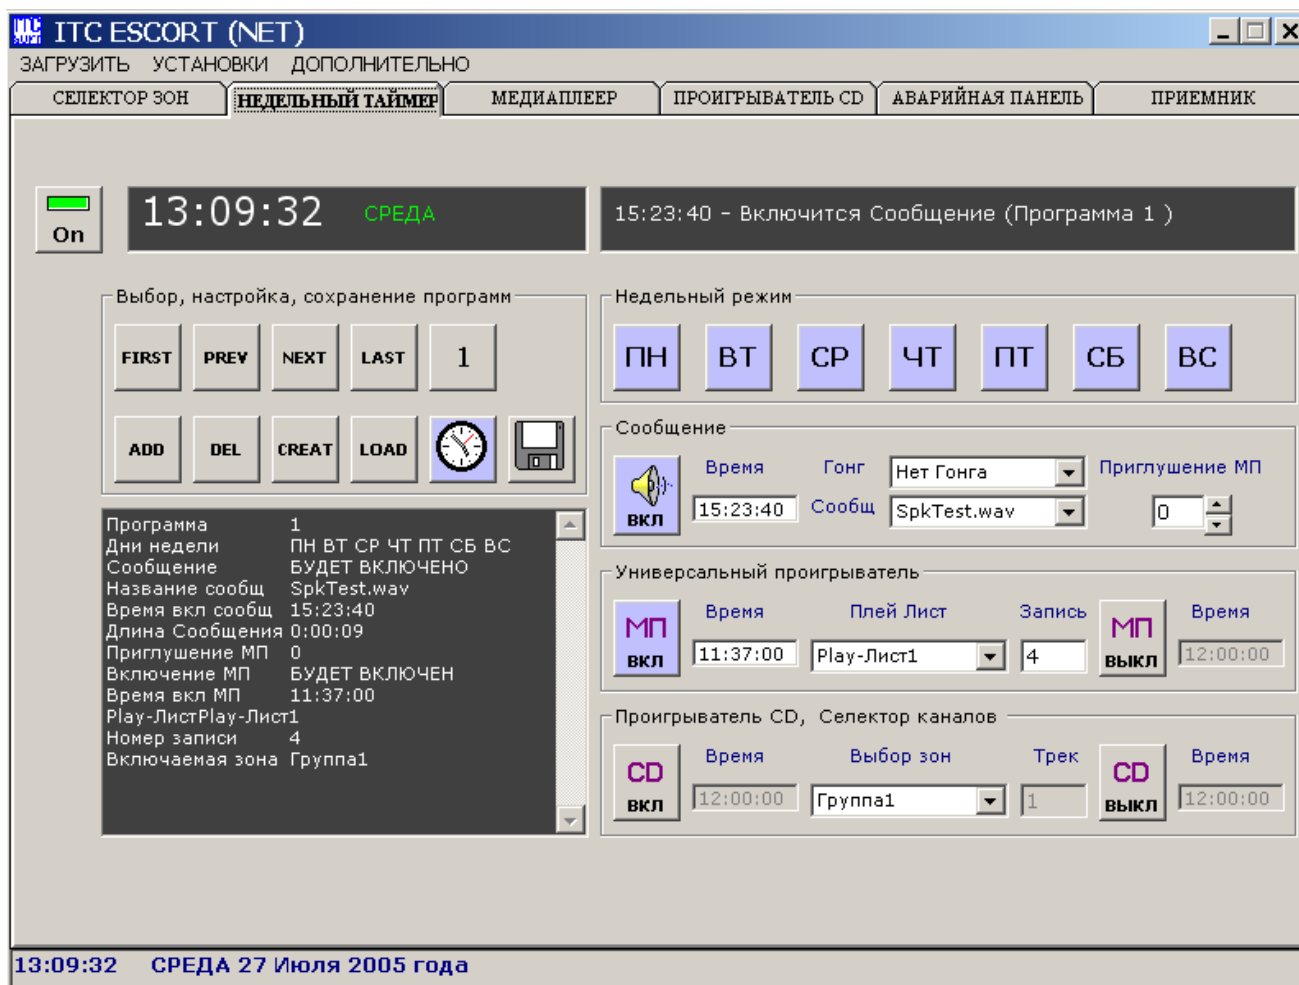 ITC SOFT ITC ESCORT (NET)
ЗАГРУЗИТЬ УСТАНОВКИ ДОПОЛНИТЕЛЬНО
СЕЛЕКТОР ЗОН НЕДЕЛЬНЫЙ ТАЙМЕР МЕДИАПЛЕЕР ПРОИГРЫВАТЕЛЬ CD АВАРИЙНАЯ ПАНЕЛЬ ПРИЕМНИК
On 13:09:32 СРЕДА 15:23:40 - Включится Сообщение (Программа 1 )
Выбор, настройка, сохранение программ
FIRST PREV NEXT LAST 1
ADD DEL CREAT LOAD
Программа 1
Дни недели ПН ВТ СР ЧТ ПТ СБ ВС
Сообщение БУДЕТ ВКЛЮЧЕНО
Название сообщ SpkTest.wav
Время вкл сообщ 15:23:40
Длина Сообщения 0:00:09
Приглушение МП 0
Включение МП БУДЕТ ВКЛЮЧЕН
Время вкл МП 11:37:00
Play-ЛистPlay-Лист1
Номер записи 4
Включаемая зона Группа1
Недельный режим
ПН ВТ СР ЧТ ПТ СБ ВС
Сообщение
Время Гонг Нет Гонга Приглушение МП
ВКЛ 15:23:40 Сообщ SpkTest.wav 0
Универсальный проигрыватель
Время Плей Лист Запись Время
МП ВКЛ 11:37:00 Play-Лист1 4 МП ВЫКЛ 12:00:00
Проигрыватель CD, Селектор каналов
Время Выбор зон Трек Время
CD ВКЛ 12:00:00 Группа1 1 CD ВЫКЛ 12:00:00
13:09:32 СРЕДА 27 Июля 2005 года